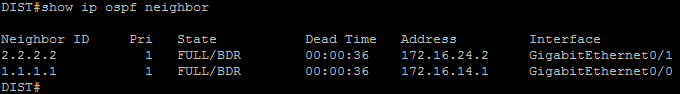 DIST#show ip ospf neighbor
Neighbor ID     Pri   State           Dead Time   Address         Interface
2.2.2.2           1   FULL/BDR        00:00:36    172.16.24.2     GigabitEthernet0/1
1.1.1.1           1   FULL/BDR        00:00:36    172.16.14.1     GigabitEthernet0/0
DIST#